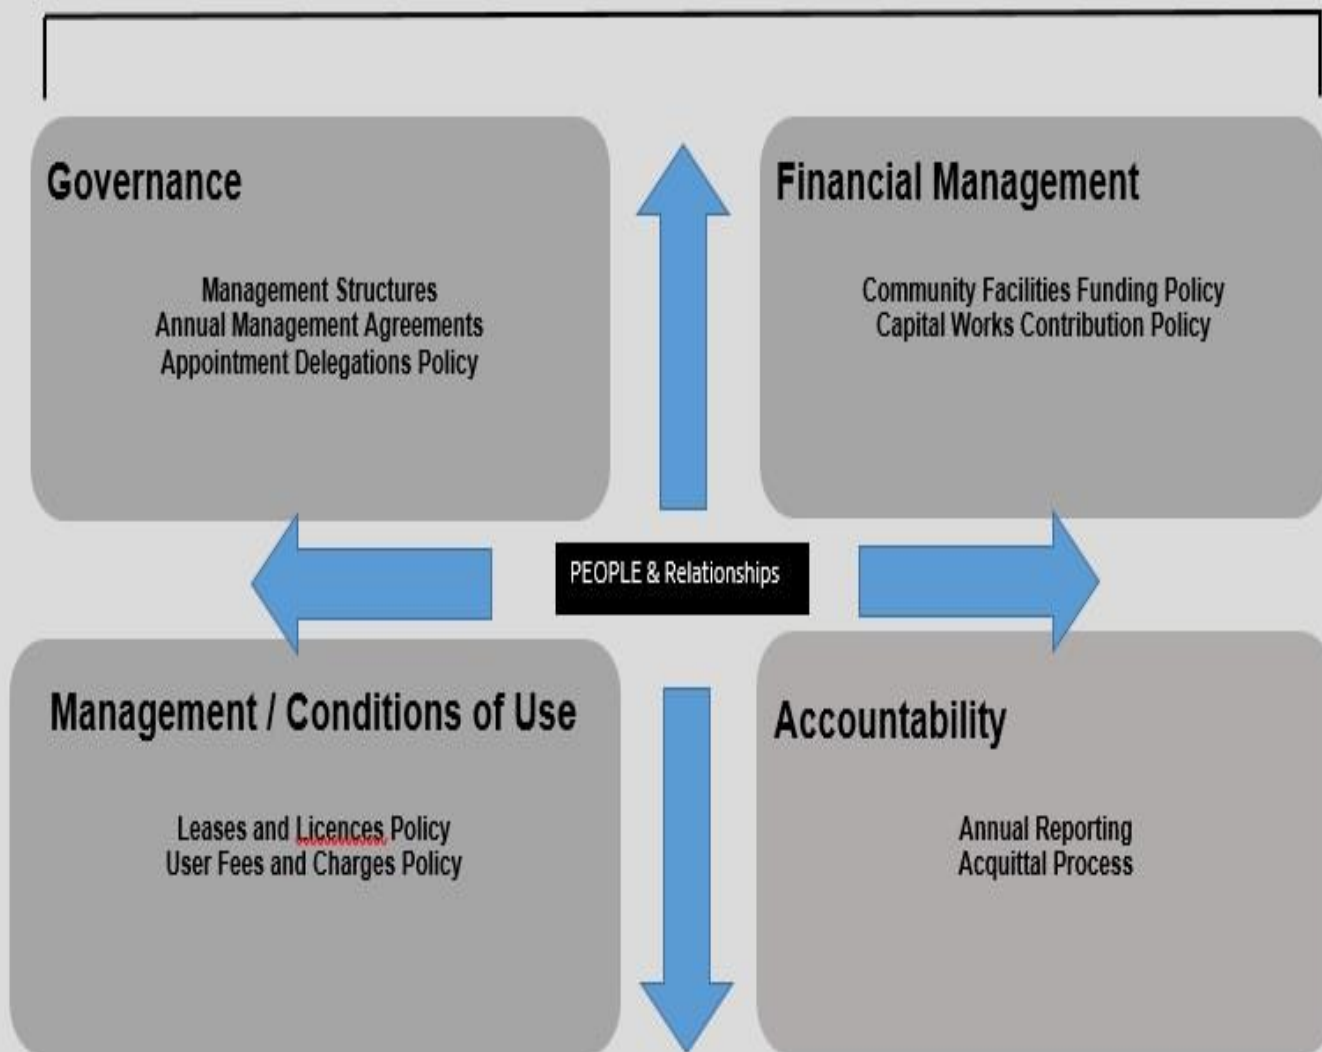 Governance
Management Structures
Annual Management Agreements
Appointment Delegations Policy
Financial Management
Community Facilities Funding Policy
Capital Works Contribution Policy
PEOPLE & Relationships
Management / Conditions of Use
Leases and Licences Policy
User Fees and Charges Policy
Accountability
Annual Reporting
Acquittal Process